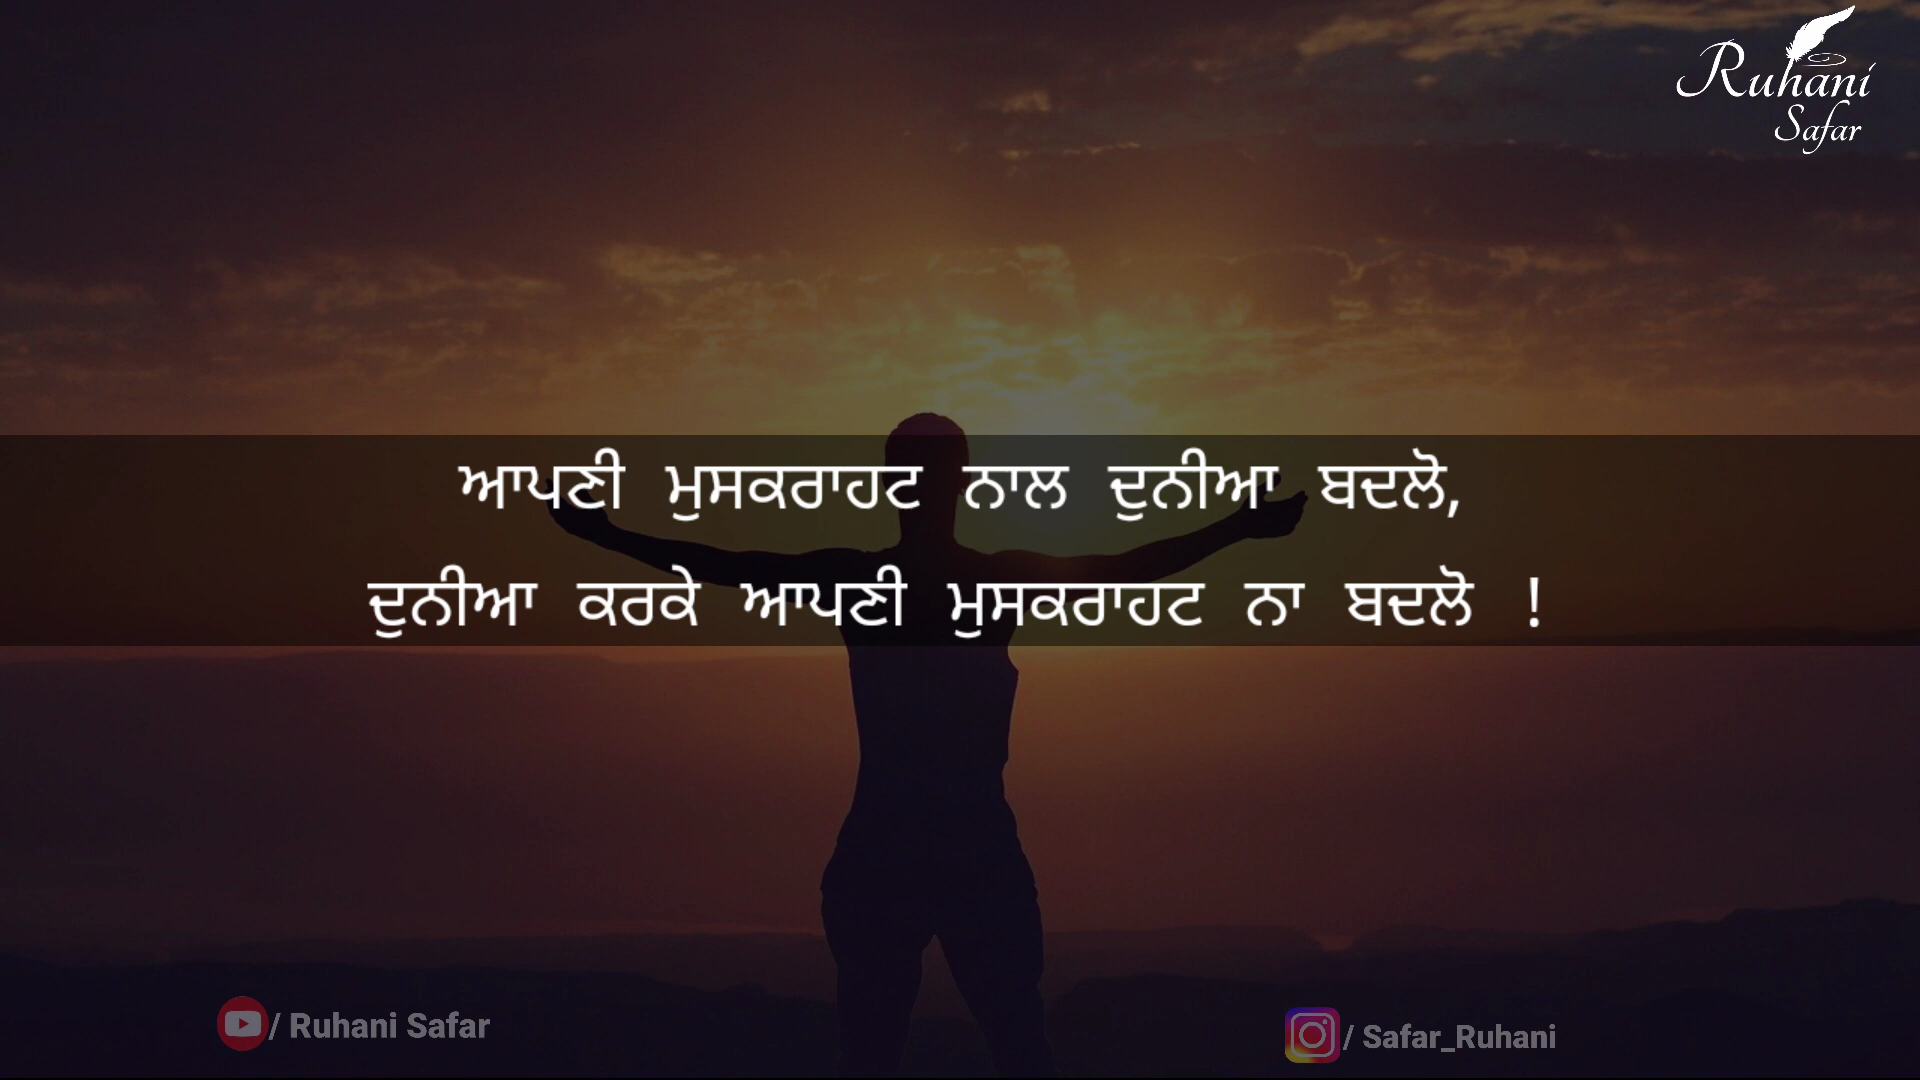 Ruhani
Safar
ਆਪਣੀ ਮੁਸਕਰਾਹਟ ਨਾਲ ਦੁਨੀਆ ਬਦਲੋ,
ਦੁਨੀਆ ਕਰਕੇ ਆਪਣੀ ਮੁਸਕਰਾਹਟ ਨਾ ਬਦਲੋ !
/ Ruhani Safar
/ Safar_Ruhani